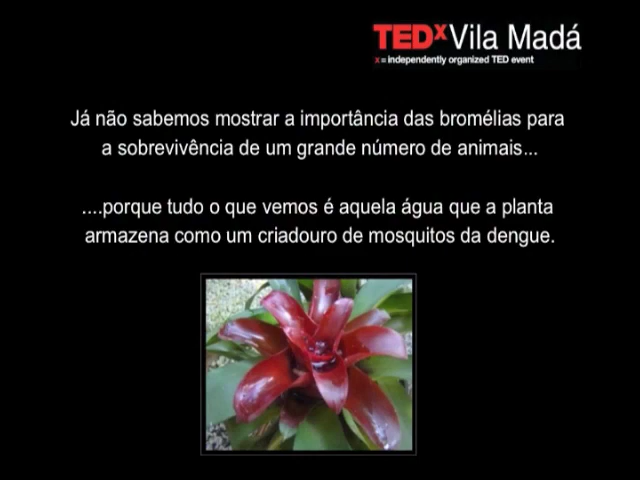 TEDxVila Madá
x = independently organized TED event
Já não sabemos mostrar a importância das bromélias para
a sobrevivência de um grande número de animais...
....porque tudo o que vemos é aquela água que a planta
armazena como um criadouro de mosquitos da dengue.